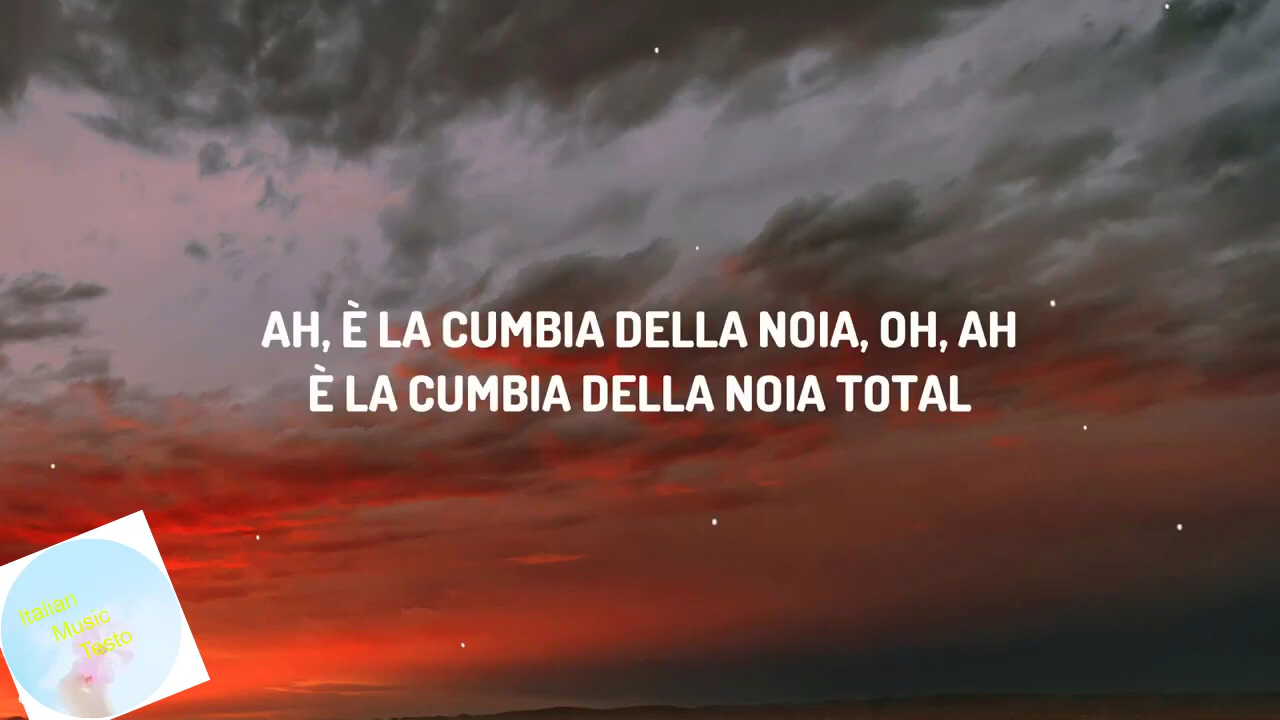 AH, È LA CUMBIA DELLA NOIA, OH, AH
È LA CUMBIA DELLA NOIA TOTAL
Italian
Music
Testo